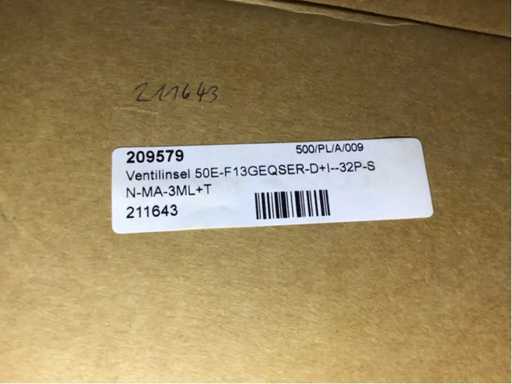 211643
209579 500/PL/A/009
Ventilinsel 50E-F13GEQSER-D+I--32P-S
N-MA-3ML+T
211643